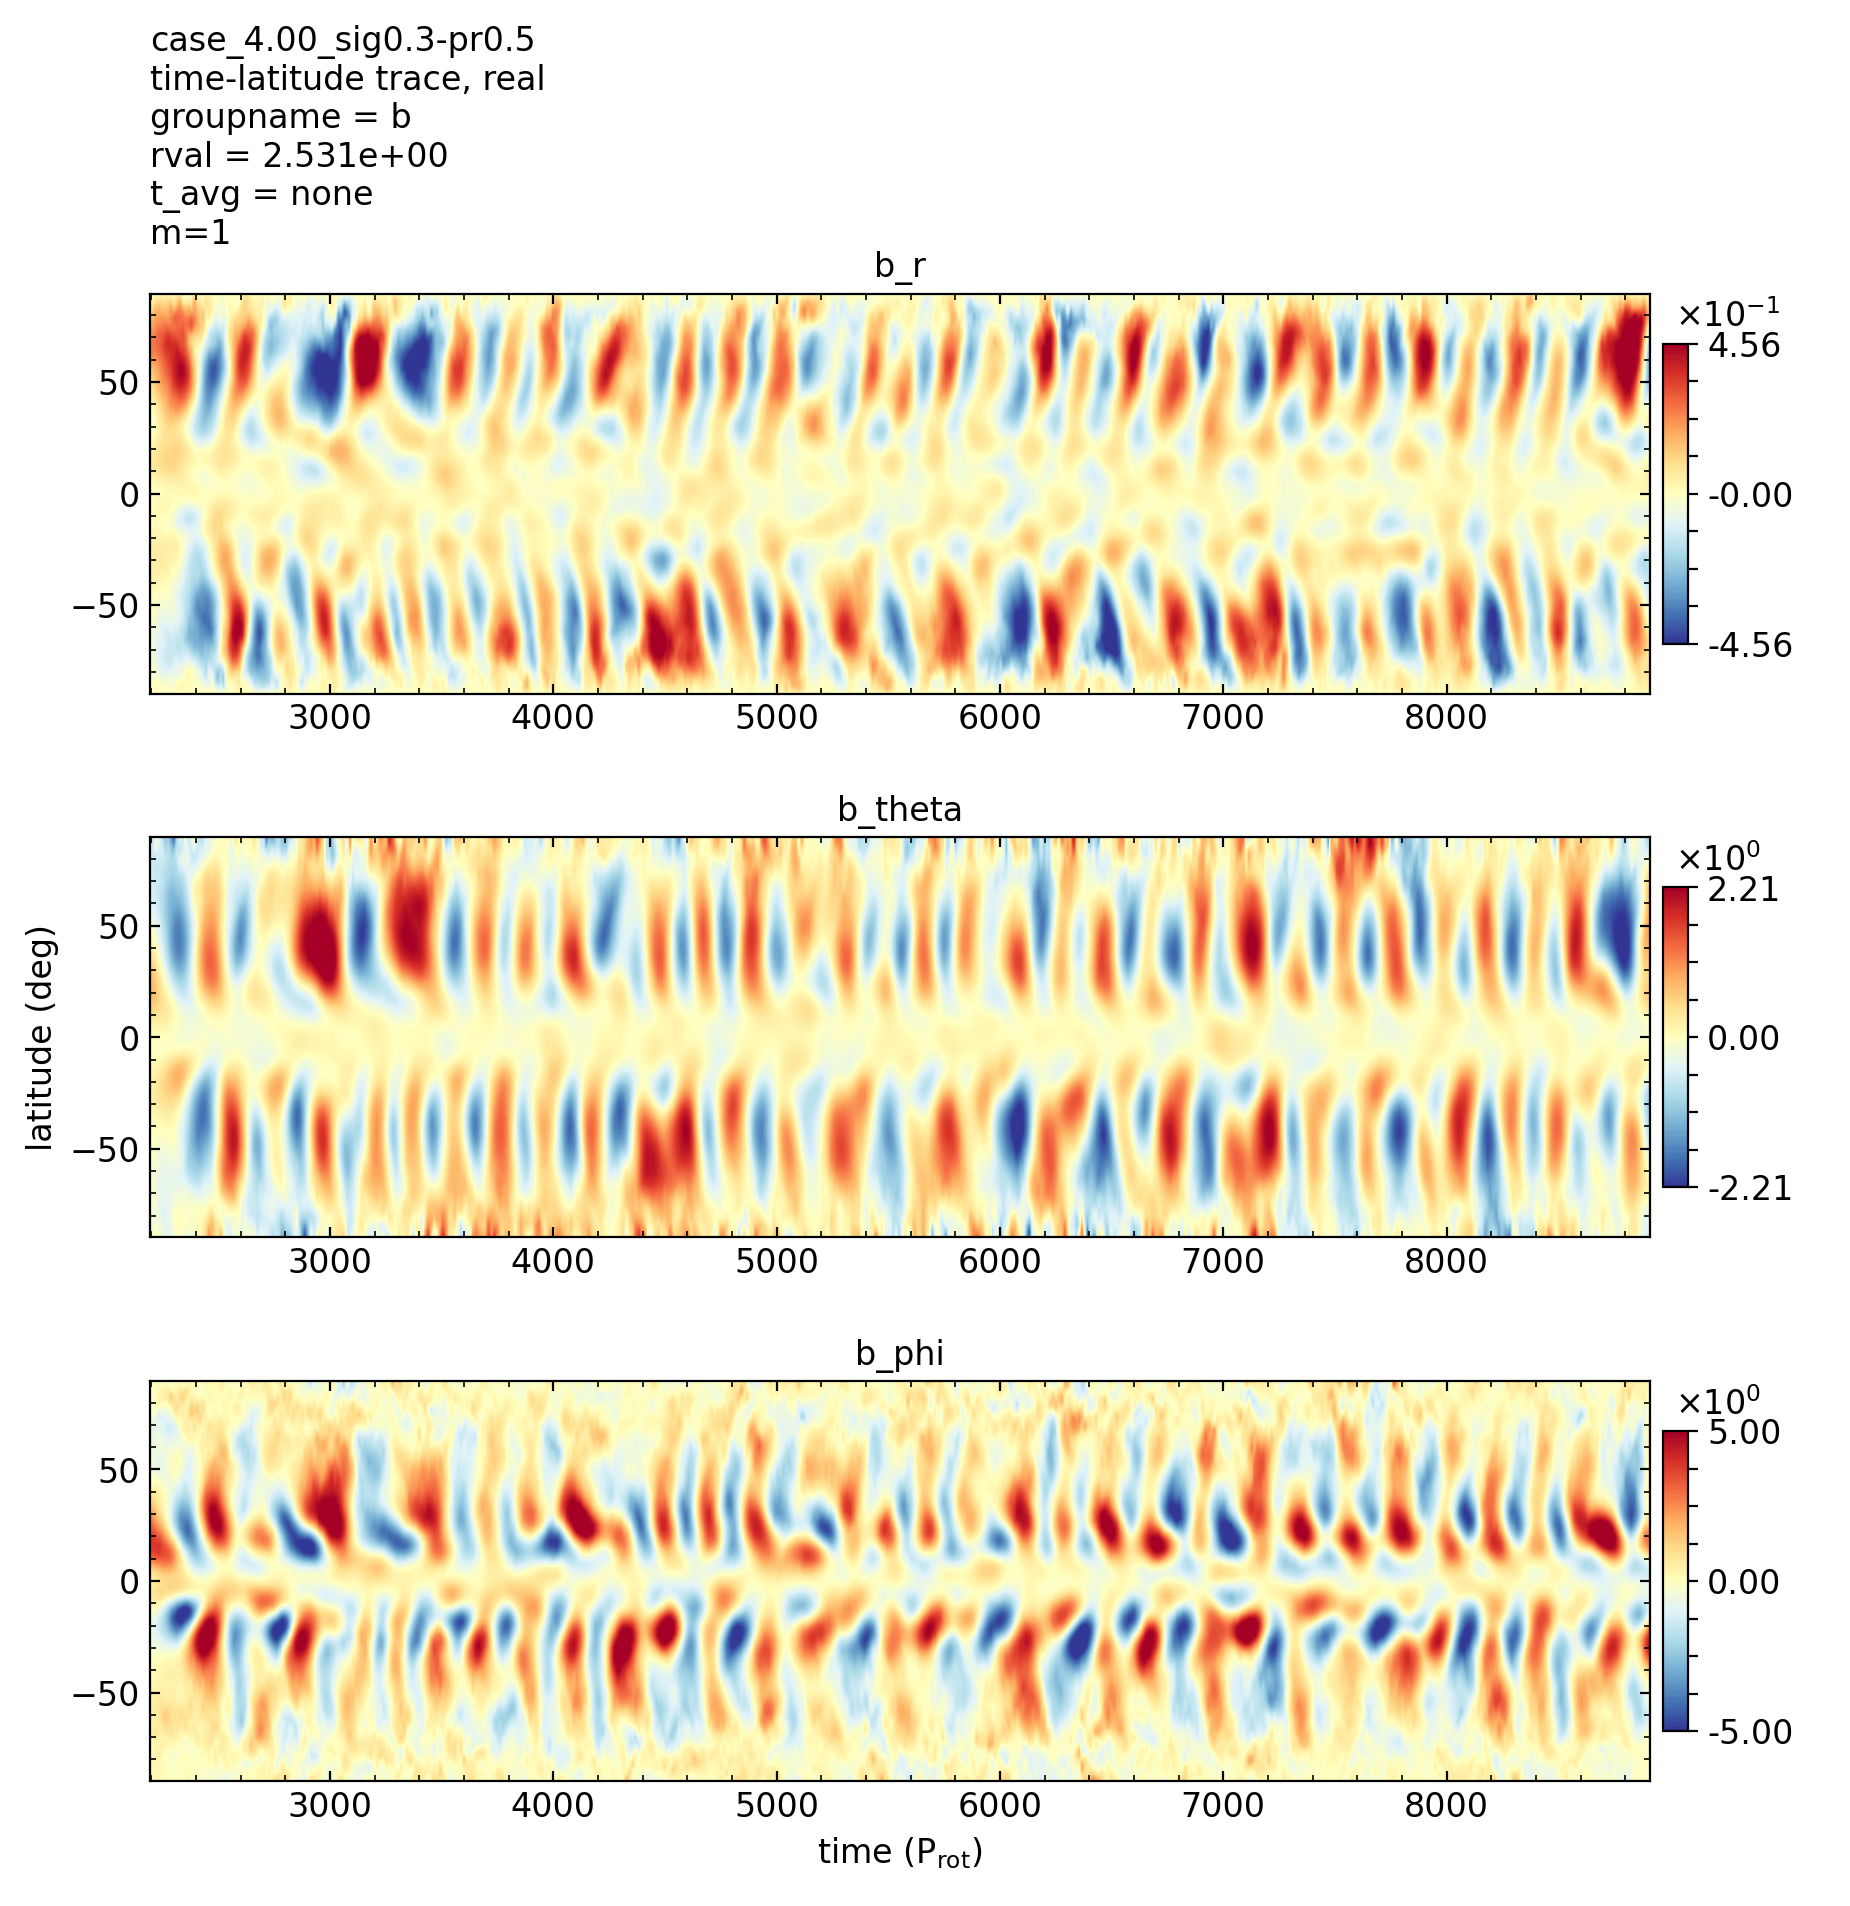 case_4.00_sig0.3-pr0.5
time-latitude trace, real
groupname = b
rval = 2.531e+00
t_avg = none
m=1
b_r
×10⁻¹
4.56
-0.00
-4.56
50
0
−50
3000 4000 5000 6000 7000 8000
b_theta
×10⁰
2.21
0.00
-2.21
50
0
−50
latitude (deg)
3000 4000 5000 6000 7000 8000
b_phi
×10⁰
5.00
0.00
-5.00
50
0
−50
3000 4000 5000 6000 7000 8000
time (P_rot)